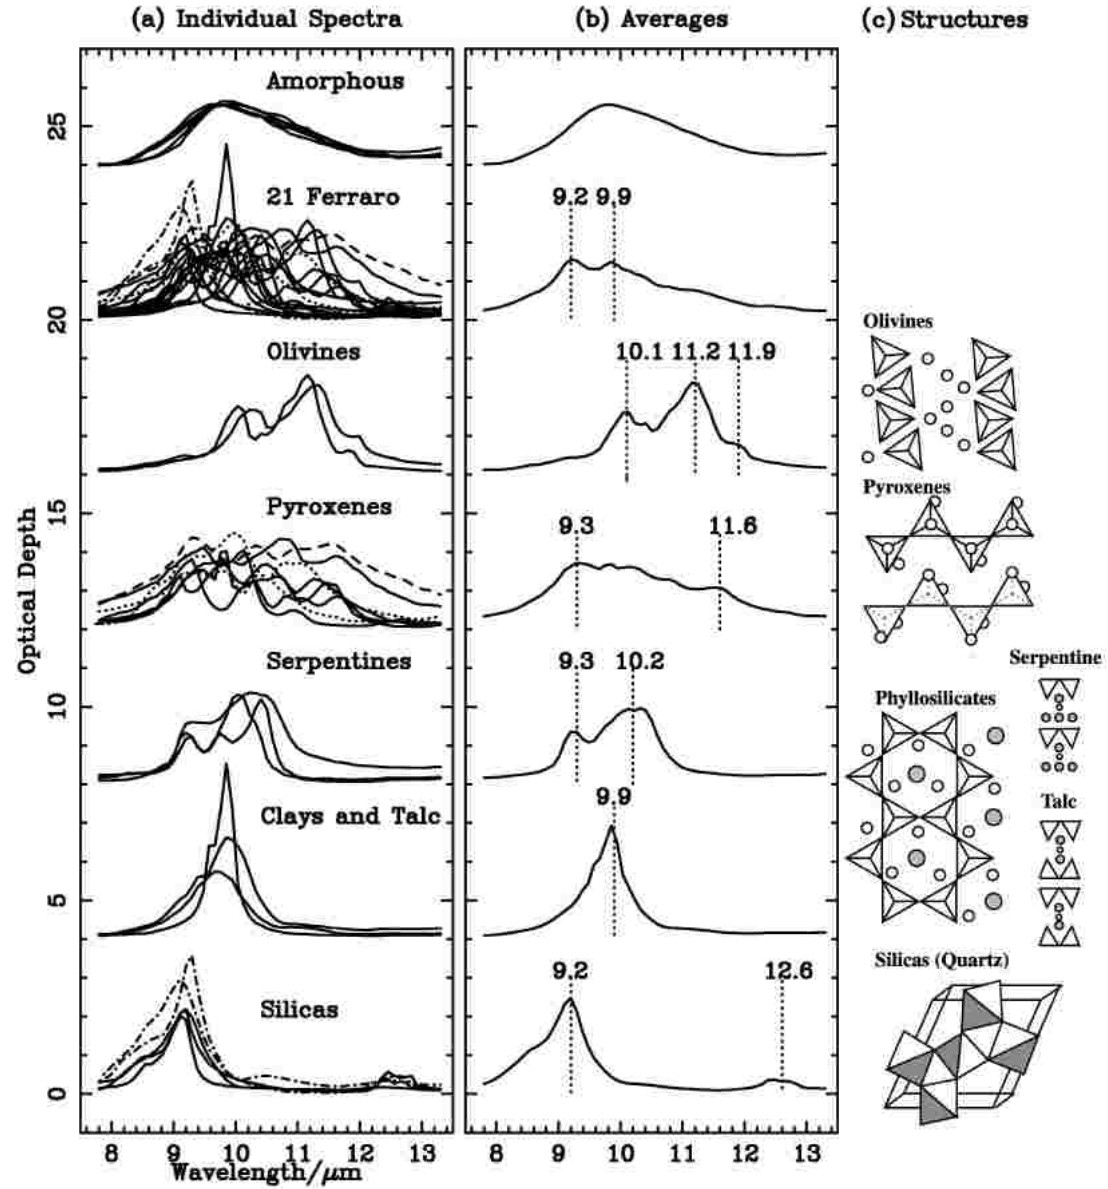 (a) Individual Spectra
(b) Averages
(c) Structures
Optical Depth
25
20
15
10
5
0
Amorphous
21 Ferraro
Olivines
Pyroxenes
Serpentines
Clays and Talc
Silicas
8 9 10 11 12 13
Wavelength/μm
9.2 9.9
10.1 11.2 11.9
9.3 11.6
9.3 10.2
9.9
9.2 12.6
8 9 10 11 12 13
Olivines
Pyroxenes
Serpentine
Phyllosilicates
Talc
Silicas (Quartz)